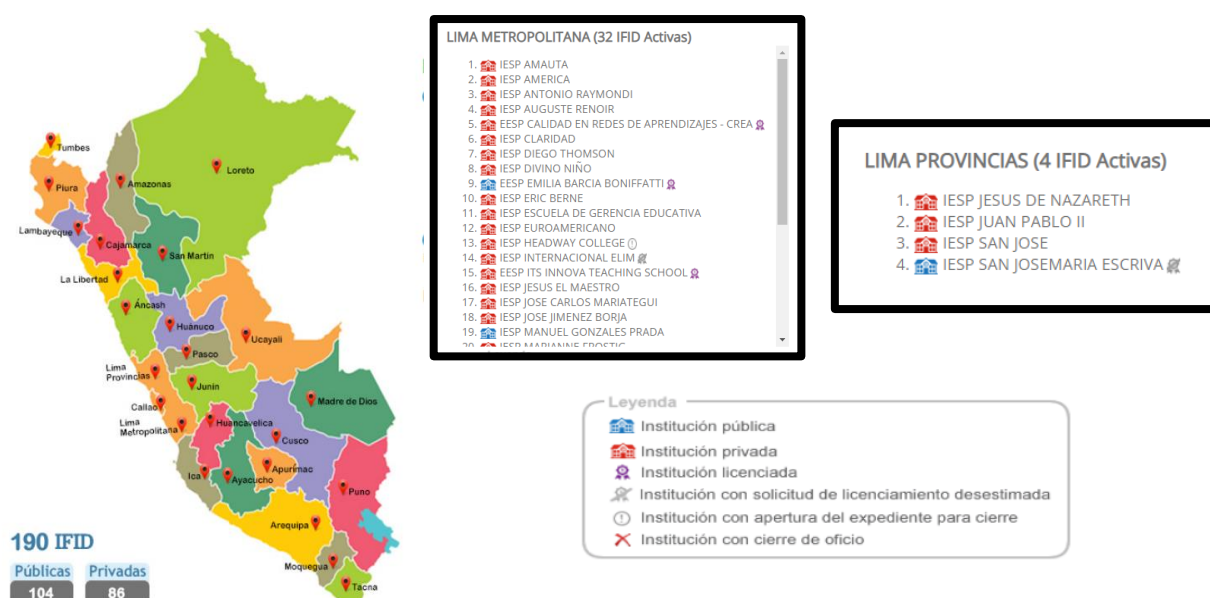 Tumbes
Piura
Lambayeque
Amazonas
Loreto
Cajamarca
San Martín
La Libertad
Áncash
Huánuco
Ucayali
Pasco
Lima
Provincias
Junín
Callao
Lima
Metropolitana
Huancavelica
Madre de Dios
Cusco
Ica
Ayacucho
Apurímac
Puno
Arequipa
Moquegua
Tacna
190 IFID
Públicas Privadas
104 86
LIMA METROPOLITANA (32 IFID Activas)
1. IESP AMAUTA
2. IESP AMERICA
3. IESP ANTONIO RAYMONDI
4. IESP AUGUSTE RENOIR
5. EESP CALIDAD EN REDES DE APRENDIZAJES - CREA
6. IESP CLARIDAD
7. IESP DIEGO THOMSON
8. IESP DIVINO NIÑO
9. EESP EMILIA BARCIA BONIFFATTI
10. IESP ERIC BERNE
11. IESP ESCUELA DE GERENCIA EDUCATIVA
12. IESP EUROAMERICANO
13. IESP HEADWAY COLLEGE
14. IESP INTERNACIONAL ELIM
15. EESP ITS INNOVA TEACHING SCHOOL
16. IESP JESUS EL MAESTRO
17. IESP JOSE CARLOS MARIATEGUI
18. IESP JOSE JIMENEZ BORJA
19. IESP MANUEL GONZALES PRADA
20. IESP MARIANNE FROSTIG
LIMA PROVINCIAS (4 IFID Activas)
1. IESP JESUS DE NAZARETH
2. IESP JUAN PABLO II
3. IESP SAN JOSE
4. IESP SAN JOSEMARIA ESCRIVA
Leyenda
Institución pública
Institución privada
Institución licenciada
Institución con solicitud de licenciamiento desestimada
Institución con apertura del expediente para cierre
Institución con cierre de oficio